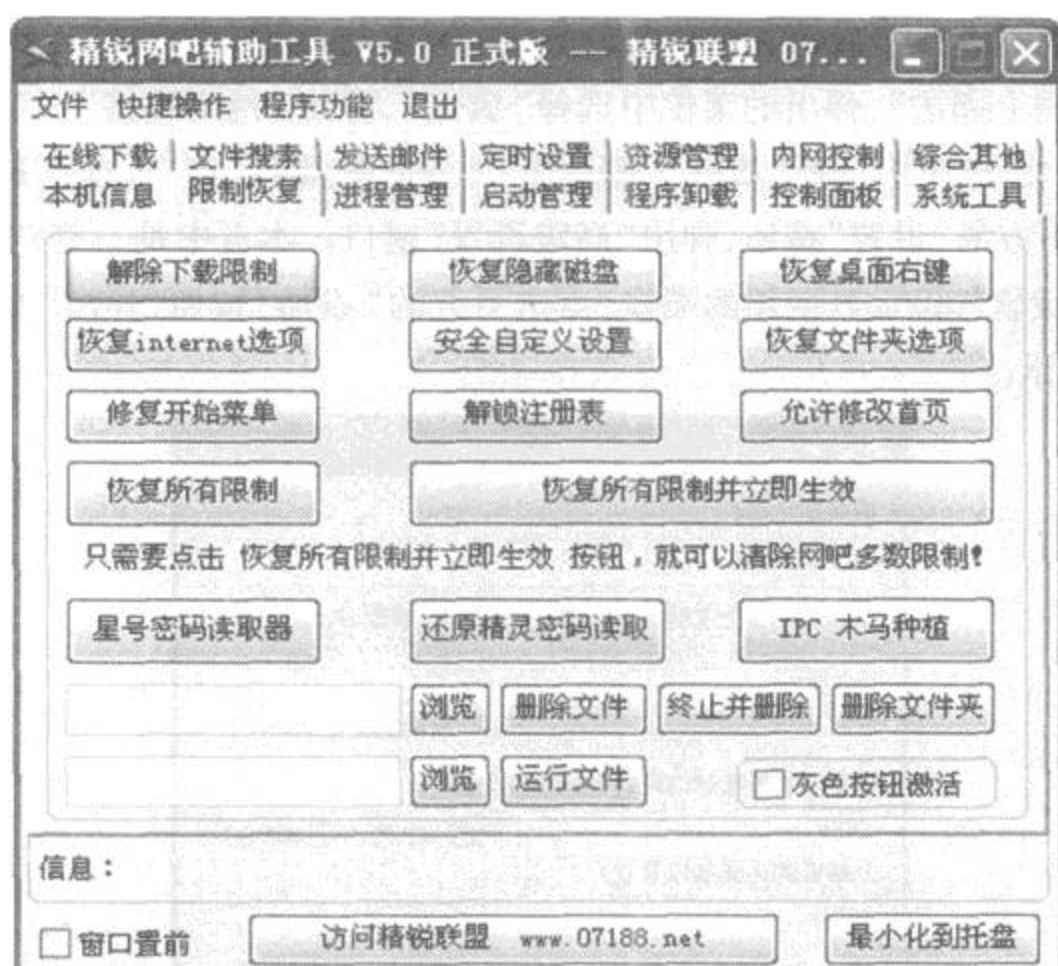 精锐网吧辅助工具 V5.0 正式版 -- 精锐联盟 07...
文件 快捷操作 程序功能 退出
在线下载 文件搜索 发送邮件 定时设置 资源管理 内网控制 综合其他
本机信息 限制恢复 进程管理 启动管理 程序卸载 控制面板 系统工具
解除下载限制 恢复隐藏磁盘 恢复桌面右键
恢复internet选项 安全自定义设置 恢复文件夹选项
修复开始菜单 解锁注册表 允许修改首页
恢复所有限制 恢复所有限制并立即生效
只需要点击 恢复所有限制并立即生效 按钮，就可以清除网吧多数限制!
星号密码读取器 还原精灵密码读取 IPC 木马种植
浏览 删除文件 终止并删除 删除文件夹
浏览 运行文件 灰色按钮激活
信息：
窗口置前 访问精锐联盟 www.07188.net 最小化到托盘